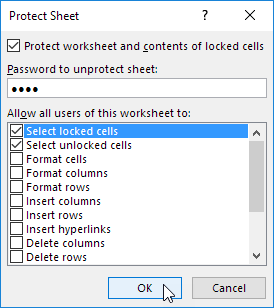 Protect Sheet
Protect worksheet and contents of locked cells
Password to unprotect sheet:
●●●●
Allow all users of this worksheet to:
Select locked cells
Select unlocked cells
Format cells
Format columns
Format rows
Insert columns
Insert rows
Insert hyperlinks
Delete columns
Delete rows
OK
Cancel